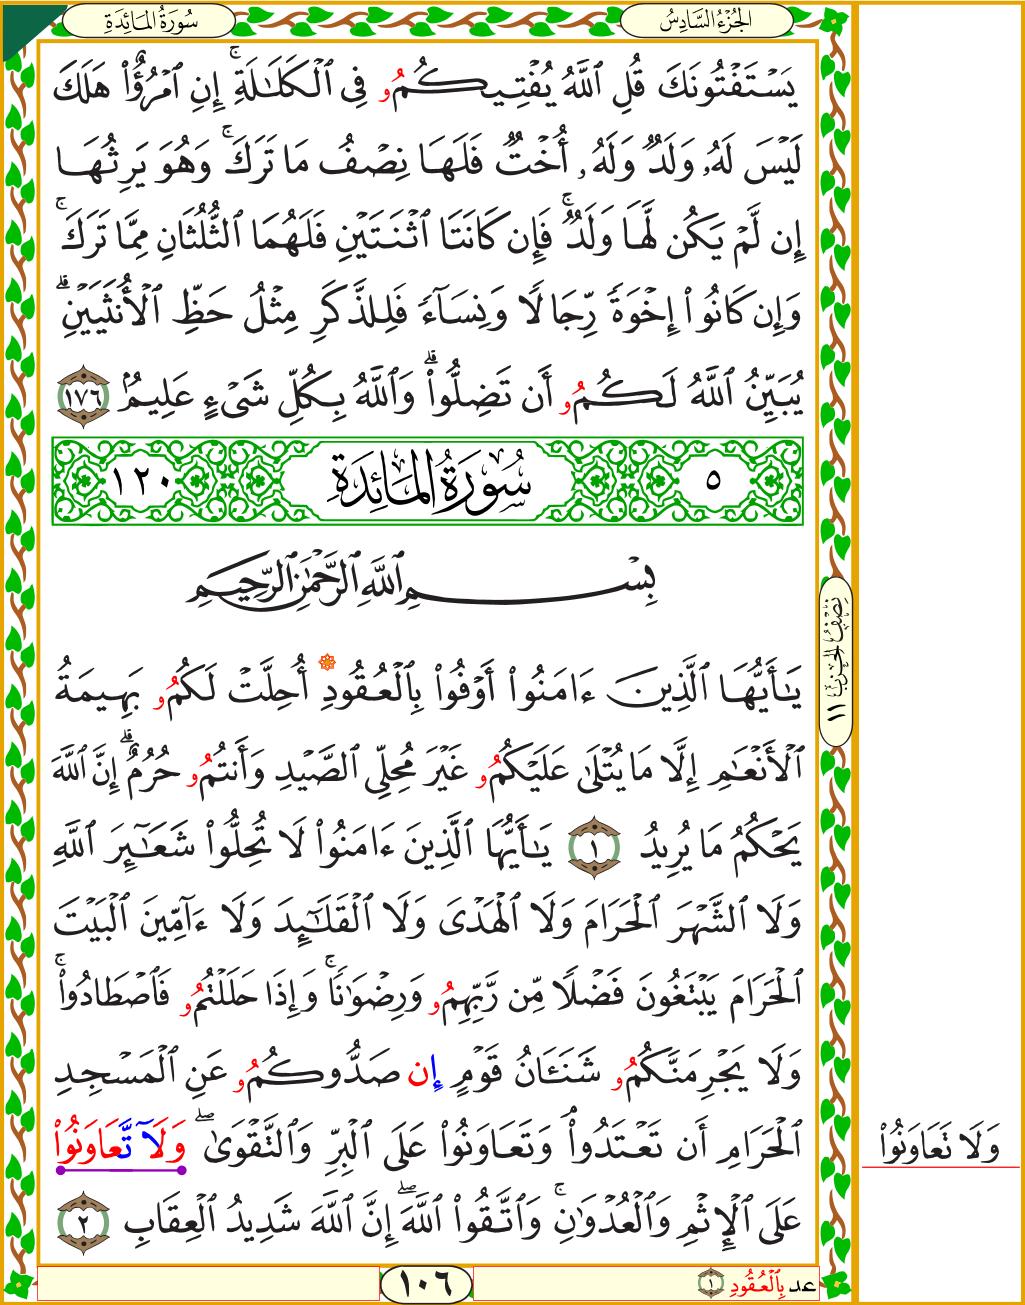 سُورَةُ المَائِدَةِ
الجُزْءُ السَّادِسُ
يَسْتَفْتُونَكَ قُلِ ٱللَّهُ يُفْتِيكُمُو فِى ٱلْكَلَٰلَةِ ۚ إِنِ ٱمْرُؤٌا۟ هَلَكَ
لَيْسَ لَهُۥ وَلَدٌ وَلَهُۥٓ أُخْتٌ فَلَهَا نِصْفُ مَا تَرَكَ ۚ وَهُوَ يَرِثُهَا
إِن لَّمْ يَكُن لَّهَا وَلَدٌ ۚ فَإِن كَانَتَا ٱثْنَتَيْنِ فَلَهُمَا ٱلثُّلُثَانِ مِمَّا تَرَكَ ۚ
وَإِن كَانُوا۟ إِخْوَةً رِّجَالًا وَنِسَآءً فَلِلذَّكَرِ مِثْلُ حَظِّ ٱلْأُنثَيَيْنِ ۗ
يُبَيِّنُ ٱللَّهُ لَكُمُو أَن تَضِلُّوا۟ ۗ وَٱللَّهُ بِكُلِّ شَىْءٍ عَلِيمٌۢ ١٧٦
٥ سُورَةُ المَائِدَةِ ١٢٠
بِسْمِ ٱللَّهِ ٱلرَّحْمَٰنِ ٱلرَّحِيمِ
يَٰٓأَيُّهَا ٱلَّذِينَ ءَامَنُوا۟ أَوْفُوا۟ بِٱلْعُقُودِ أُحِلَّتْ لَكُمُو بَهِيمَةُ
ٱلْأَنْعَٰمِ إِلَّا مَا يُتْلَىٰ عَلَيْكُمُو غَيْرَ مُحِلِّى ٱلصَّيْدِ وَأَنتُمُو حُرُمٌ ۗ إِنَّ ٱللَّهَ
يَحْكُمُ مَا يُرِيدُ ١ يَٰٓأَيُّهَا ٱلَّذِينَ ءَامَنُوا۟ لَا تُحِلُّوا۟ شَعَٰٓئِرَ ٱللَّهِ
وَلَا ٱلشَّهْرَ ٱلْحَرَامَ وَلَا ٱلْهَدْىَ وَلَا ٱلْقَلَٰٓئِدَ وَلَآ ءَآمِّينَ ٱلْبَيْتَ
ٱلْحَرَامَ يَبْتَغُونَ فَضْلًا مِّن رَّبِّهِمُو وَرِضْوَٰنًا ۚ وَإِذَا حَلَلْتُمُو فَٱصْطَادُوا۟ ۚ
وَلَا يَجْرِمَنَّكُمُو شَنَـَٔانُ قَوْمٍ إِن صَدُّوكُمُو عَنِ ٱلْمَسْجِدِ
ٱلْحَرَامِ أَن تَعْتَدُوا۟ ۘ وَتَعَاوَنُوا۟ عَلَى ٱلْبِرِّ وَٱلتَّقْوَىٰ ۖ وَلَآ تَّعَاوَنُوا۟
عَلَى ٱلْإِثْمِ وَٱلْعُدْوَٰنِ ۚ وَٱتَّقُوا۟ ٱللَّهَ ۖ إِنَّ ٱللَّهَ شَدِيدُ ٱلْعِقَابِ ٢
نِصْفُ الحِزْبِ ١١
وَلَا تَعَاوَنُوا۟
عد بِٱلْعُقُودِ ١
١٠٦